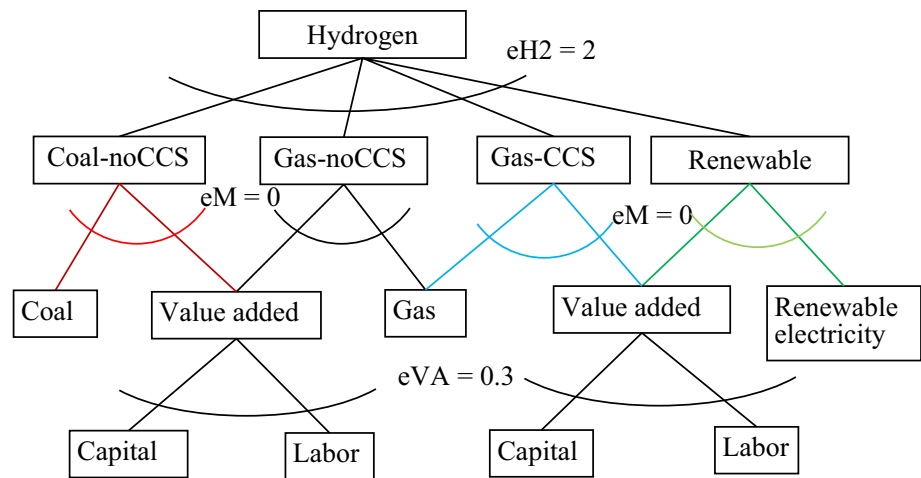 Hydrogen
eH2 = 2
Coal-noCCS
Gas-noCCS
Gas-CCS
Renewable
eM = 0
eM = 0
Coal
Value added
Gas
Value added
Renewable
electricity
eVA = 0.3
Capital
Labor
Capital
Labor